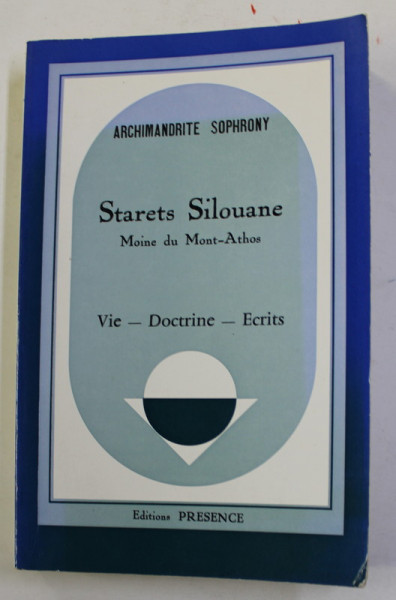 ARCHIMANDRITE SOPHRONY
Starets Silouane
Moine du Mont-Athos
Vie — Doctrine — Ecrits
Editions PRESENCE